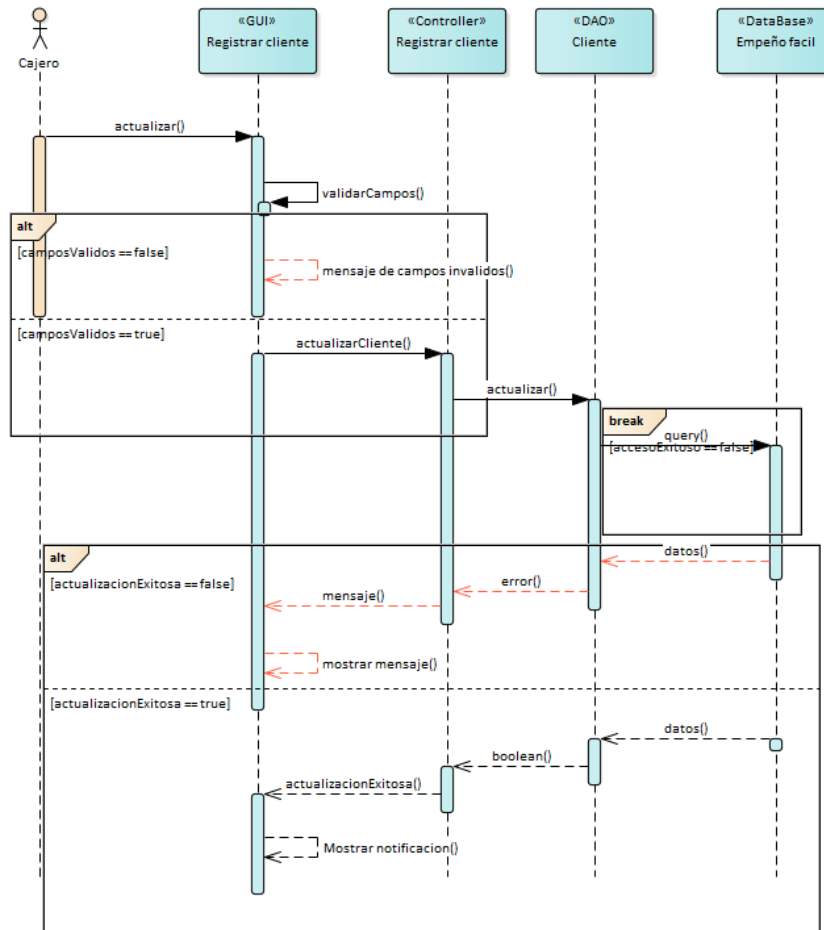 Cajero
«GUI»
Registrar cliente
«Controller»
Registrar cliente
«DAO»
Cliente
«DataBase»
Empeño facil
actualizar()
validarCampos()
alt
[camposValidos == false]
mensaje de campos invalidos()
[camposValidos == true]
actualizarCliente()
actualizar()
break
query()
[accesoExitoso == false]
alt
datos()
[actualizacionExitosa == false]
error()
mensaje()
mostrar mensaje()
[actualizacionExitosa == true]
datos()
boolean()
actualizacionExitosa()
Mostrar notificacion()